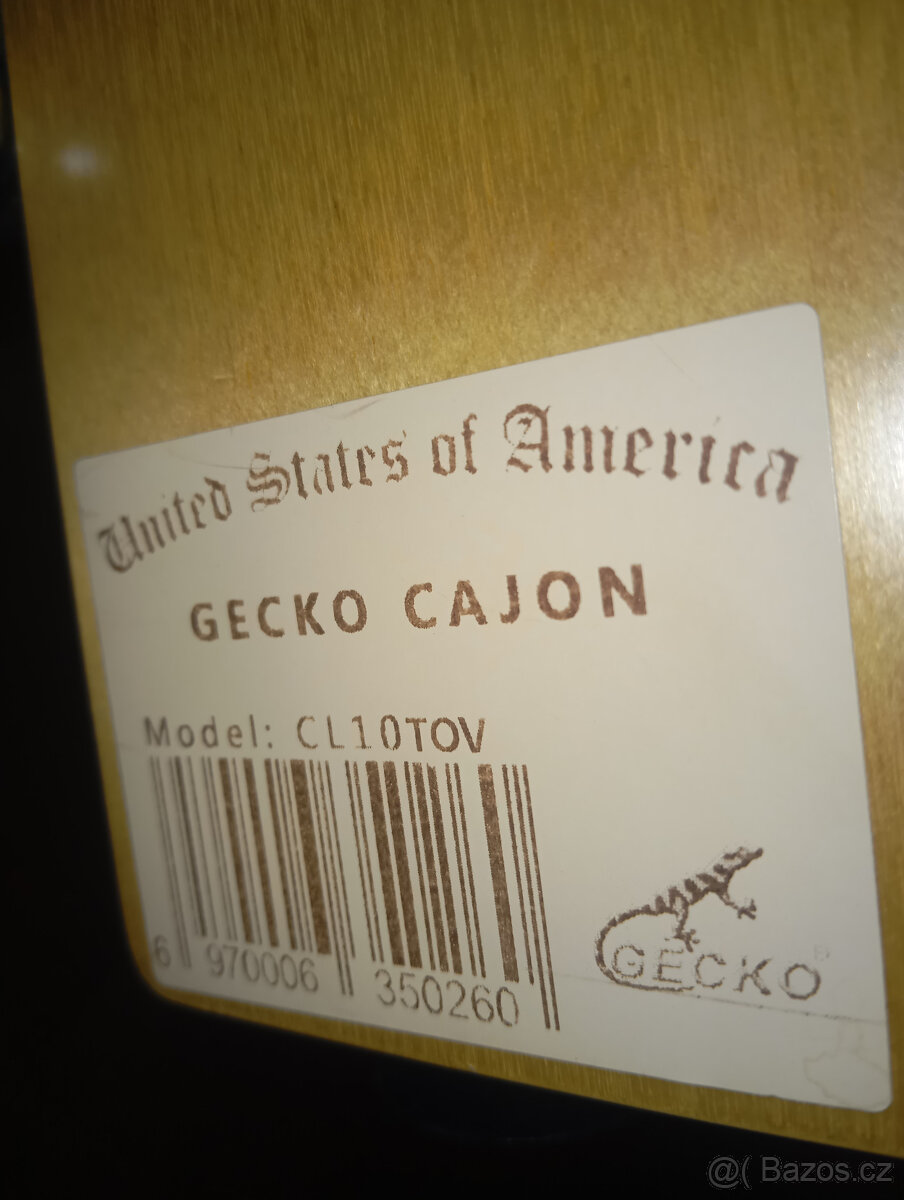 United States of America
GECKO CAJON
Model: CL10TOV
6 970006 350260
GECKO
@( Bazos.cz